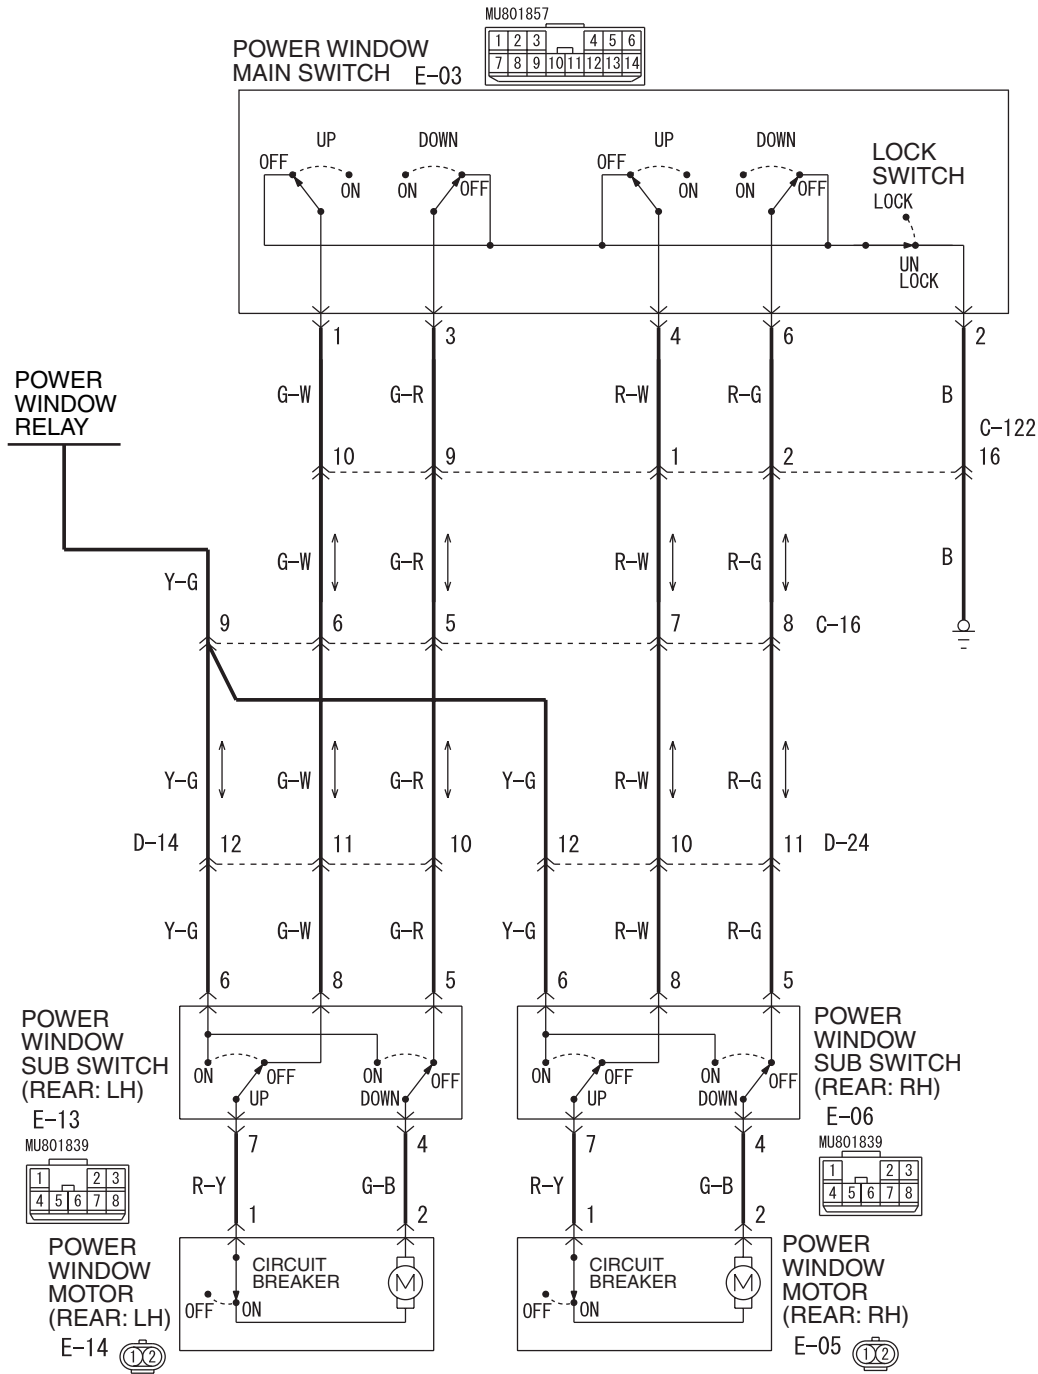 MU801857
1 2 3 4 5 6
7 8 9 10 11 12 13 14
POWER WINDOW
MAIN SWITCH E-03
UP DOWN UP DOWN
OFF ON ON OFF OFF ON ON OFF
LOCK
SWITCH
LOCK
UN
LOCK
1 3 4 6 2
POWER
WINDOW
RELAY
G-W G-R R-W R-G B
C-122
10 9 1 2 16
Y-G G-W G-R R-W R-G B
9 6 5 7 8 C-16
Y-G G-W G-R Y-G R-W R-G
D-14 12 11 10 12 10 11 D-24
Y-G G-W G-R Y-G R-W R-G
6 8 5 6 8 5
POWER
WINDOW
SUB SWITCH
(REAR: LH)
E-13
MU801839
1 2 3
4 5 6 7 8
ON OFF ON OFF
UP DOWN
ON OFF ON OFF
UP DOWN
POWER
WINDOW
SUB SWITCH
(REAR: RH)
E-06
MU801839
1 2 3
4 5 6 7 8
7 4 7 4
R-Y G-B R-Y G-B
1 2 1 2
POWER
WINDOW
MOTOR
(REAR: LH)
E-14
1 2
CIRCUIT
BREAKER
M
OFF ON
CIRCUIT
BREAKER
M
OFF ON
POWER
WINDOW
MOTOR
(REAR: RH)
E-05
1 2